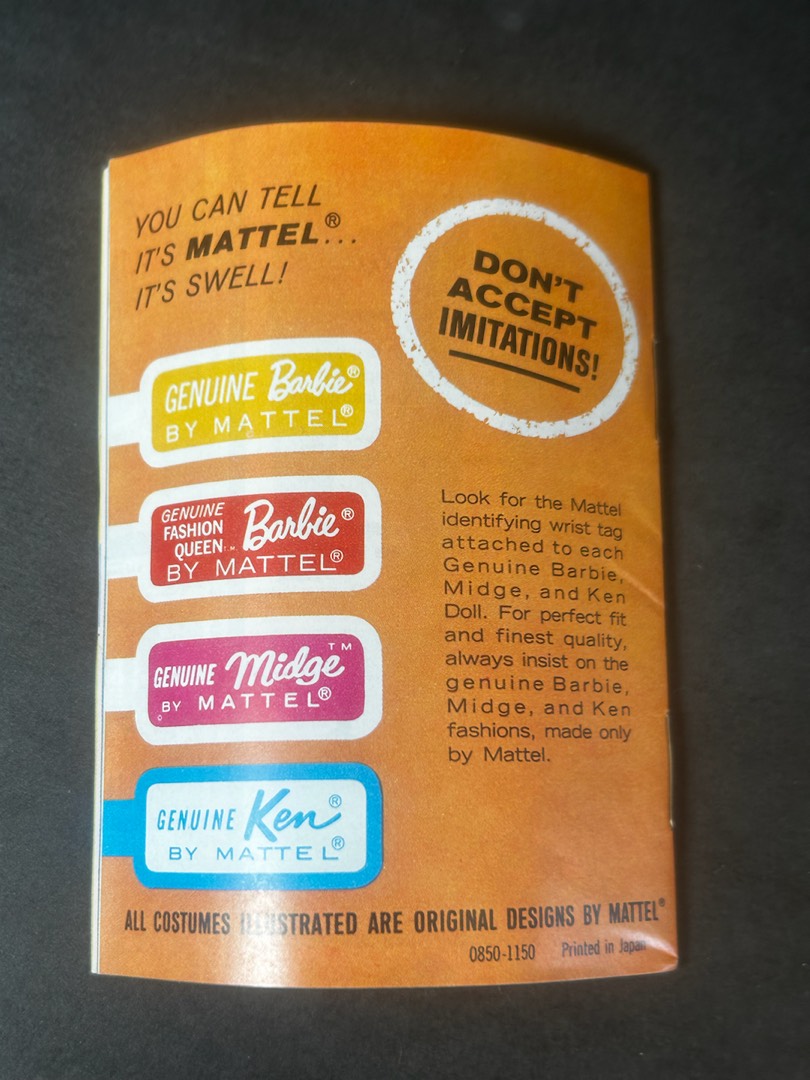 YOU CAN TELL
IT'S MATTEL®...
IT'S SWELL!
DON'T
ACCEPT
IMITATIONS!
GENUINE Barbie®
BY MATTEL®
GENUINE
FASHION
QUEEN™ Barbie®
BY MATTEL®
GENUINE Midge™
BY MATTEL®
©
GENUINE Ken®
BY MATTEL®
Look for the Mattel
identifying wrist tag
attached to each
Genuine Barbie,
Midge, and Ken
Doll. For perfect fit
and finest quality,
always insist on the
genuine Barbie,
Midge, and Ken
fashions, made only
by Mattel.
ALL COSTUMES ILLUSTRATED ARE ORIGINAL DESIGNS BY MATTEL®
0850-1150 Printed in Japan